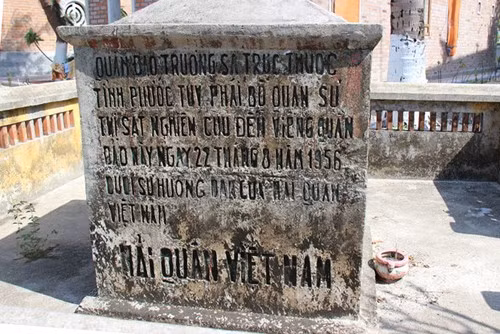 QUẦN ĐẢO TRƯỜNG SA TRỰC THUỘC
TỈNH PHƯỚC TUY PHÁI BỘ QUÂN SỰ
THỊ SÁT NGHIÊN CỨU ĐẾN VIẾNG QUẦN
ĐẢO NÀY NGÀY 22 THÁNG 8 NĂM 1956
DƯỚI SỰ HƯỚNG DẪN CỦA HẢI QUÂN
VIỆT NAM
HẢI QUÂN VIỆT NAM